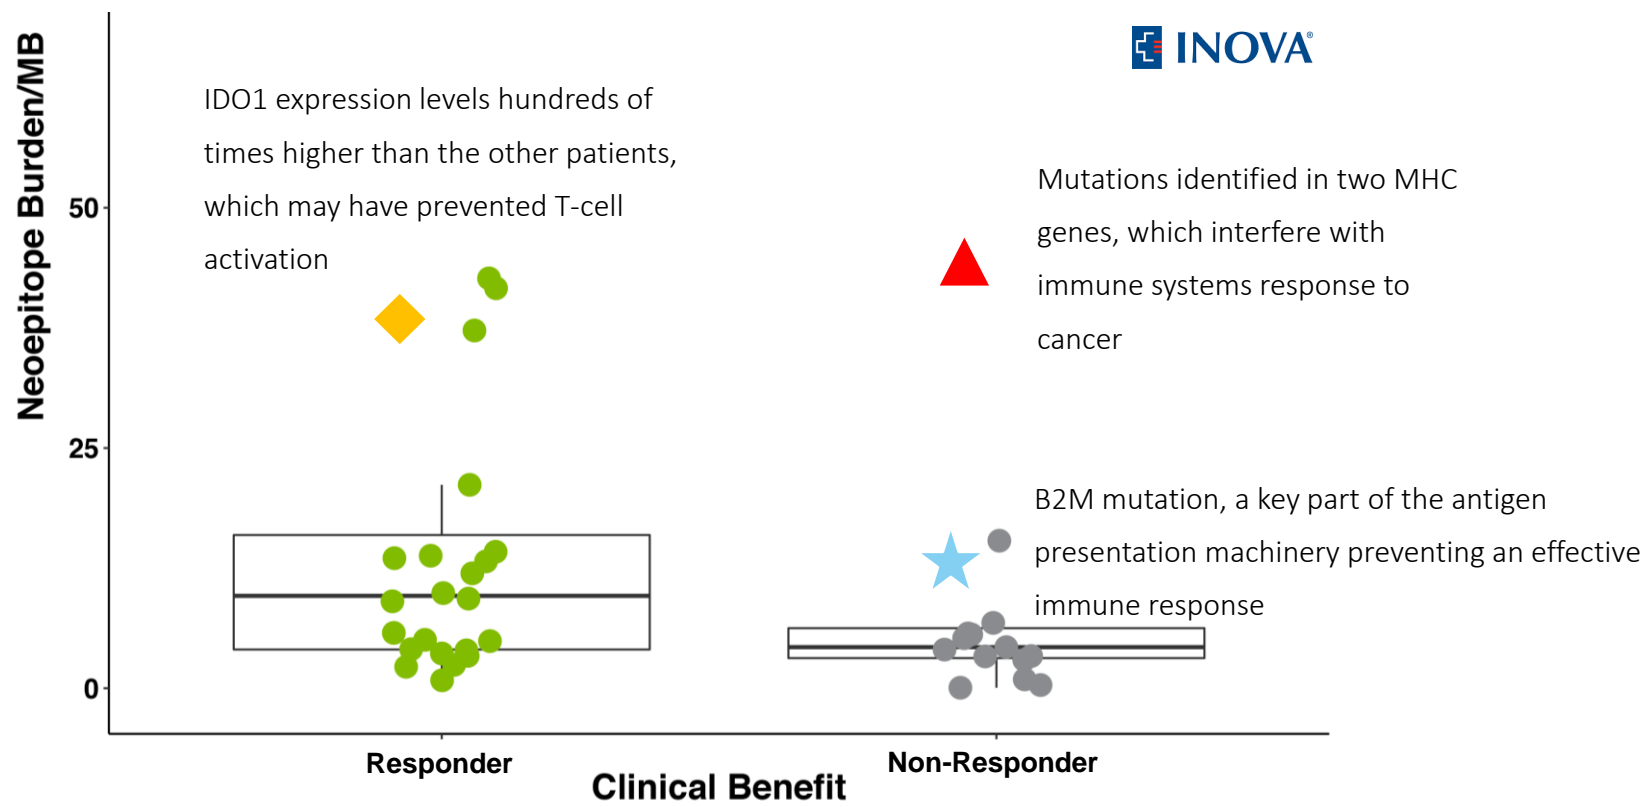 INOVA®
Neoepitope Burden/MB
IDO1 expression levels hundreds of
times higher than the other patients,
which may have prevented T-cell
activation
Mutations identified in two MHC
genes, which interfere with
immune systems response to
cancer
B2M mutation, a key part of the antigen
presentation machinery preventing an effective
immune response
50
25
0
Responder
Non-Responder
Clinical Benefit